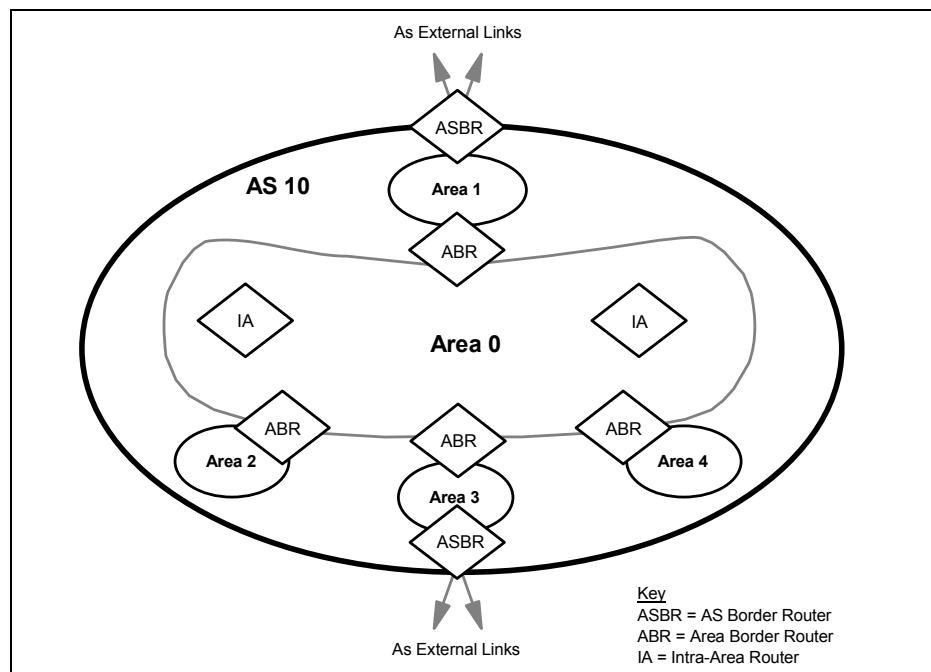 As External Links
ASBR
AS 10
Area 1
ABR
IA
IA
Area 0
ABR
ABR
ABR
Area 2
Area 4
Area 3
ASBR
As External Links
Key
ASBR = AS Border Router
ABR = Area Border Router
IA = Intra-Area Router